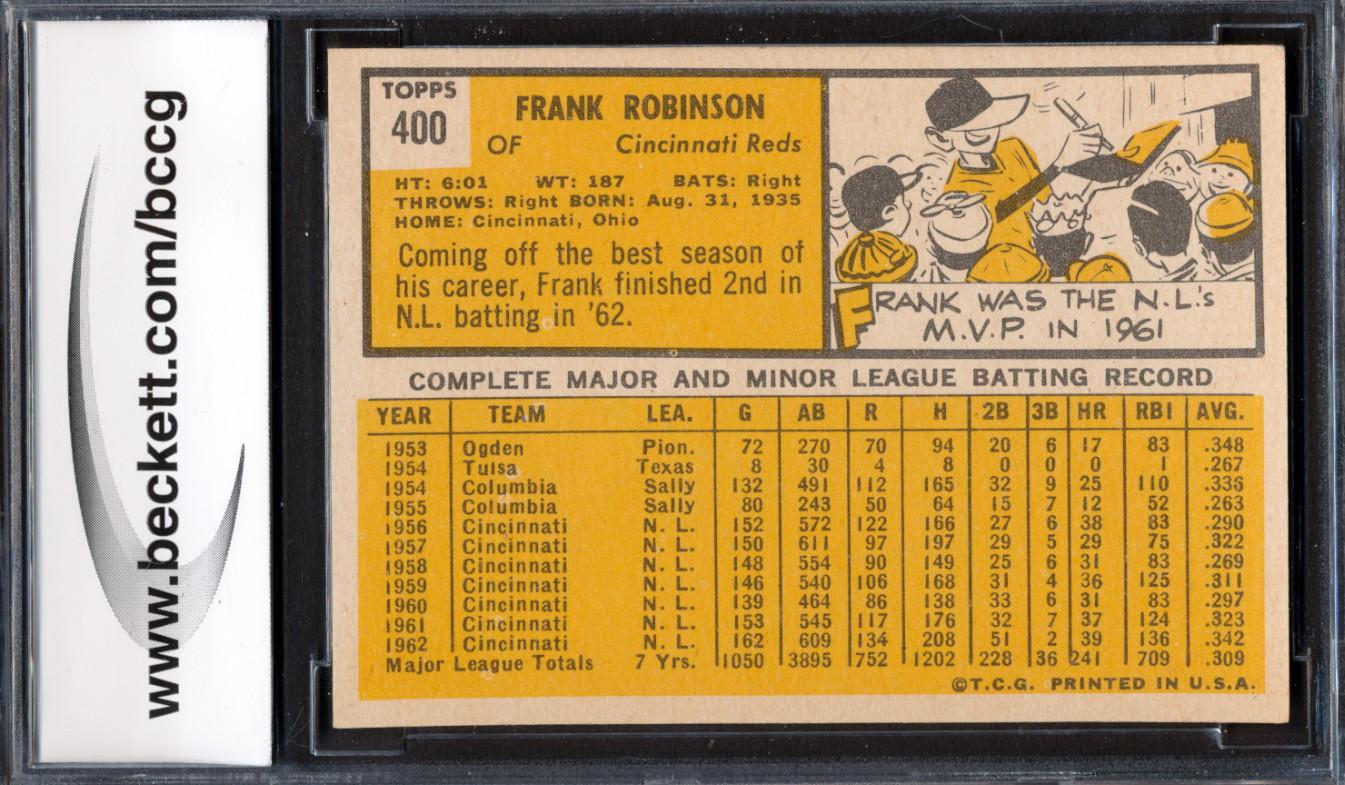 www.beckett.com/bccg
TOPPS
400
FRANK ROBINSON
OF Cincinnati Reds
HT: 6:01 WT: 187 BATS: Right
THROWS: Right BORN: Aug. 31, 1935
HOME: Cincinnati, Ohio
Coming off the best season of
his career, Frank finished 2nd in
N.L. batting in '62.
FRANK WAS THE N.L.'s
M.V.P. IN 1961
COMPLETE MAJOR AND MINOR LEAGUE BATTING RECORD
YEAR TEAM LEA. G AB R H 2B 3B HR RBI AVG.
1953 Ogden Pion. 72 270 70 94 20 6 17 83 .348
1954 Tulsa Texas 8 30 4 8 0 0 0 1 .267
1954 Columbia Sally 132 491 112 165 32 9 25 110 .336
1955 Columbia Sally 80 243 50 64 15 7 12 52 .263
1956 Cincinnati N. L. 152 572 122 166 27 6 38 83 .290
1957 Cincinnati N. L. 150 611 97 197 29 5 29 75 .322
1958 Cincinnati N. L. 148 554 90 149 25 6 31 83 .269
1959 Cincinnati N. L. 146 540 106 168 31 4 36 125 .311
1960 Cincinnati N. L. 139 464 86 138 33 6 31 83 .297
1961 Cincinnati N. L. 153 545 117 176 32 7 37 124 .323
1962 Cincinnati N. L. 162 609 134 208 51 2 39 136 .342
Major League Totals 7 Yrs. 1050 3895 752 1202 228 36 241 709 .309
©T.C.G. PRINTED IN U.S.A.